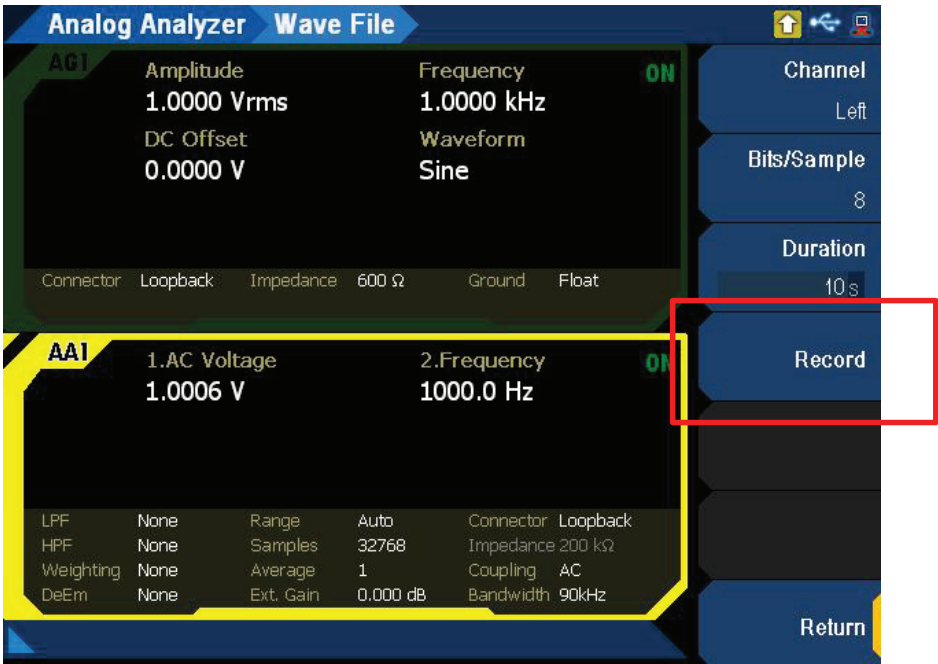 Analog Analyzer Wave File
AG1 Amplitude Frequency ON
1.0000 Vrms 1.0000 kHz
DC Offset Waveform
0.0000 V Sine
Connector Loopback Impedance 600 Ω Ground Float
AA1 1.AC Voltage 2.Frequency ON
1.0006 V 1000.0 Hz
LPF None Range Auto Connector Loopback
HPF None Samples 32768 Impedance 200 kΩ
Weighting None Average 1 Coupling AC
DeEm None Ext. Gain 0.000 dB Bandwidth 90kHz
Channel
Left
Bits/Sample
8
Duration
10 s
Record
Return